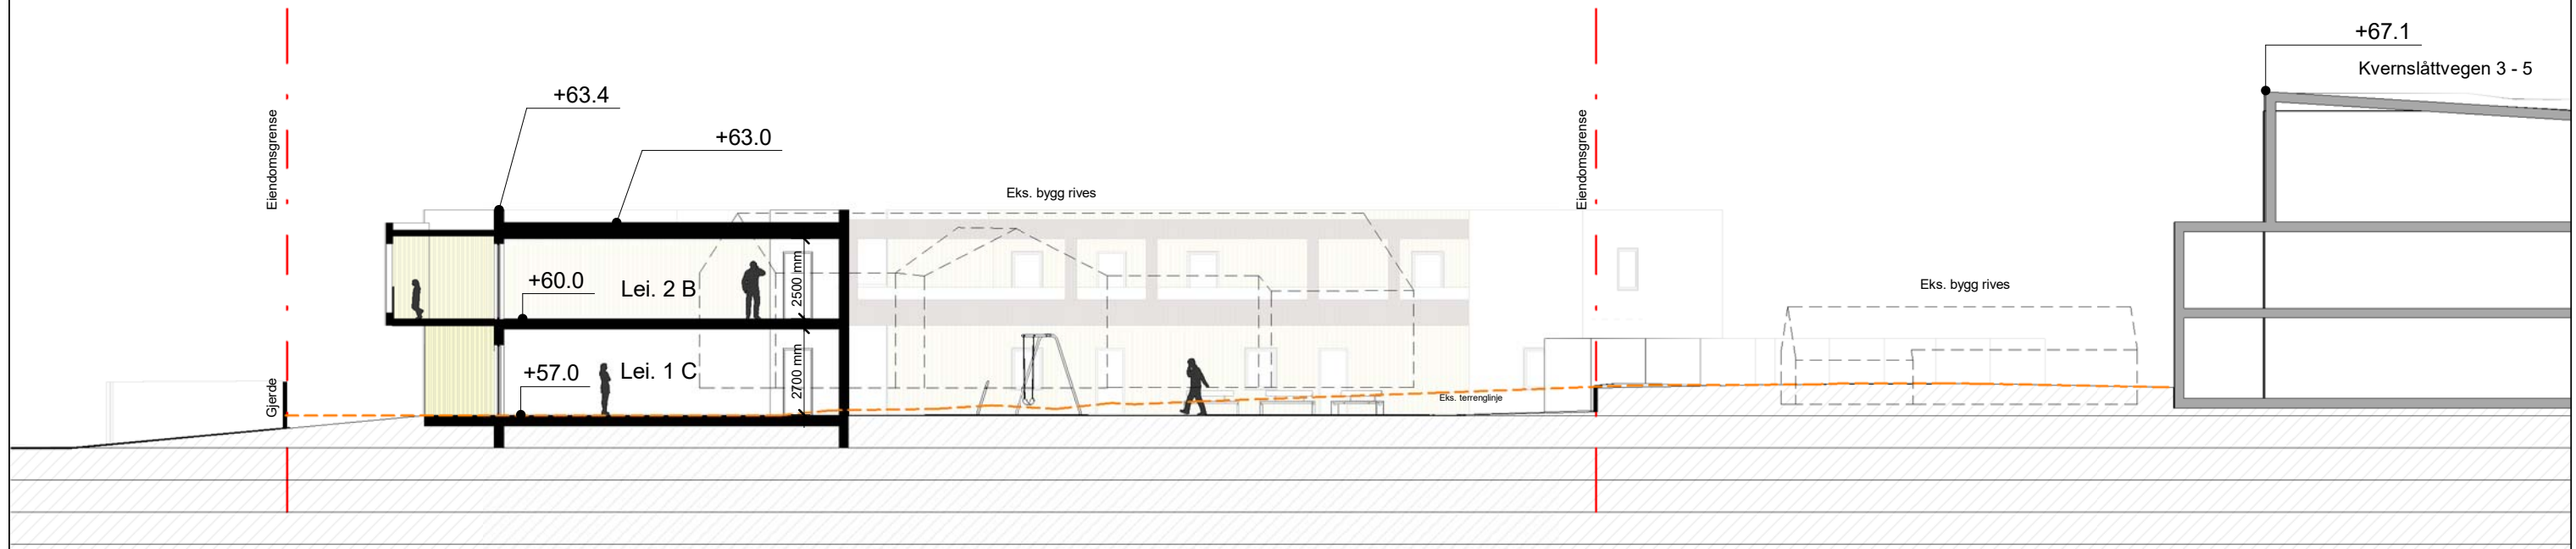 +67.1
Kvernslåttvegen 3 - 5
+63.4
Eiendomsgrense
Eiendomsgrense
+63.0
Eks. bygg rives
+60.0
Lei. 2 B
2500 mm
Eks. bygg rives
+57.0
Lei. 1 C
2700 mm
Gjerde
Eks. terrenglinje